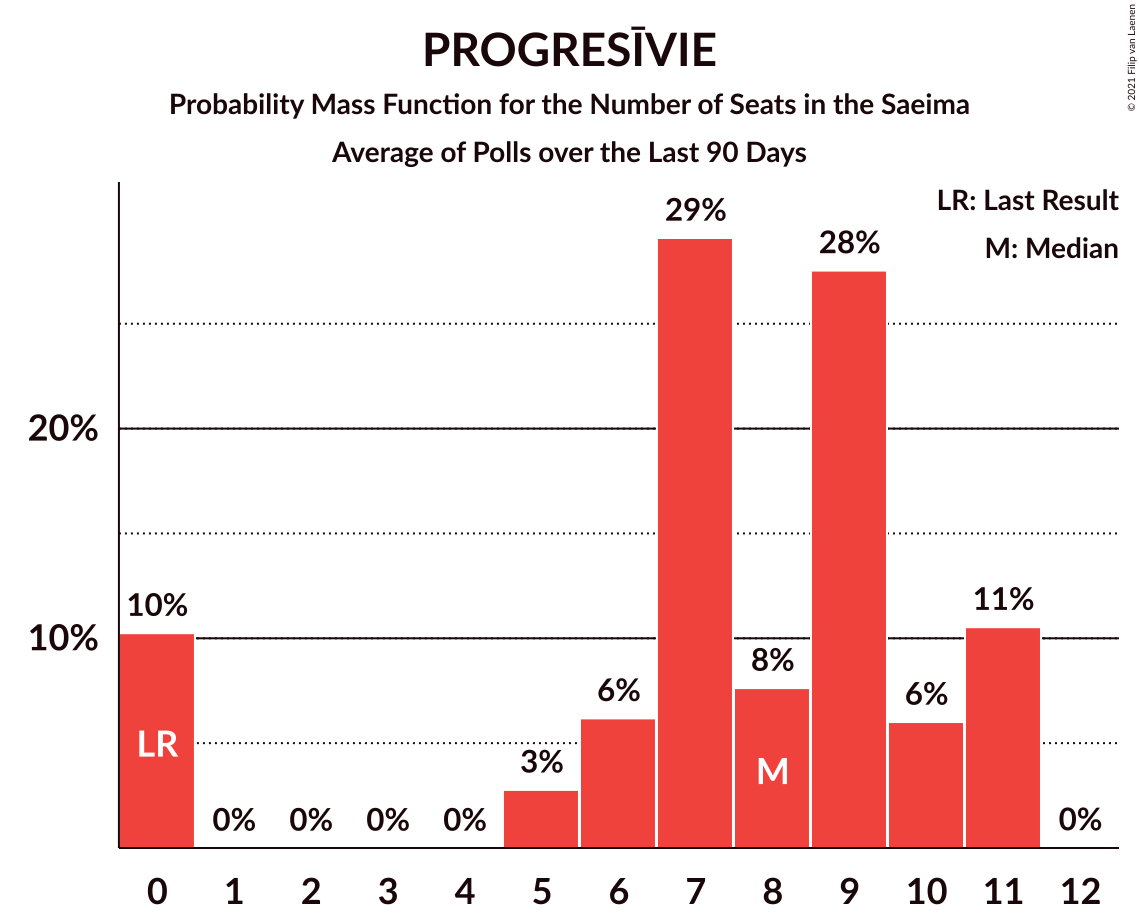 PROGRESĪVIE
Probability Mass Function for the Number of Seats in the Saeima
Average of Polls over the Last 90 Days
© 2021 Filip van Laenen
LR: Last Result
M: Median
29%
28%
20%
10%
11%
10%
8%
6%
6%
3%
LR
M
0%
0%
0%
0%
0%
0 1 2 3 4 5 6 7 8 9 10 11 12